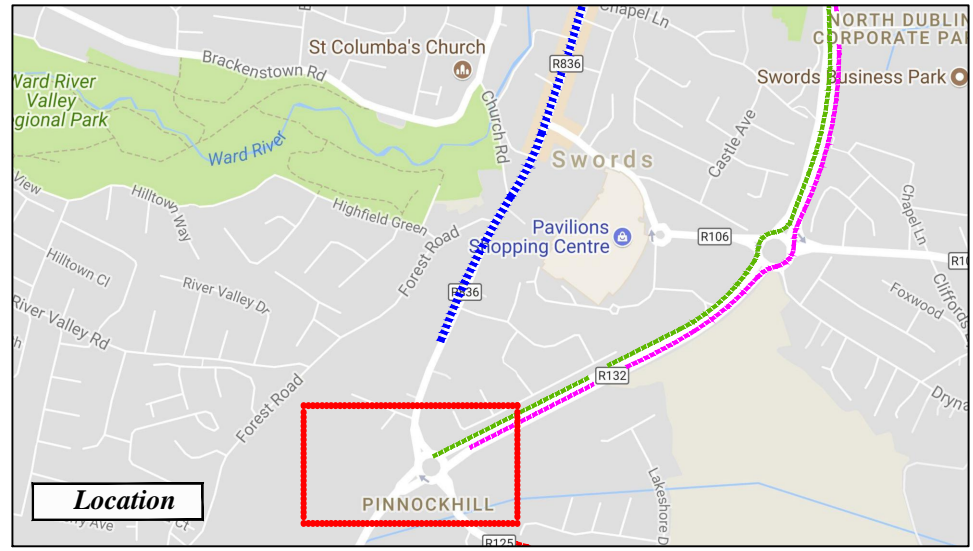 Chapel Ln
NORTH DUBLIN
CORPORATE PA
St Columba's Church
R836
Brackenstown Rd
Swords Business Park
Ward River
Valley
gional Park
Church Rd
Castle Ave
Ward River
Swords
View
Hilltown Way
Highfield Green
Chapel Ln
Pavilions
Shopping Centre
R106
Forest Road
R10
Hilltown Cl
River Valley Dr
R836
Foxwood
Cliffords
River Valley Rd
R132
Forest Road
Dryna
Location
PINNOCKHILL
Lakeshore D
Ave
Ct
R125